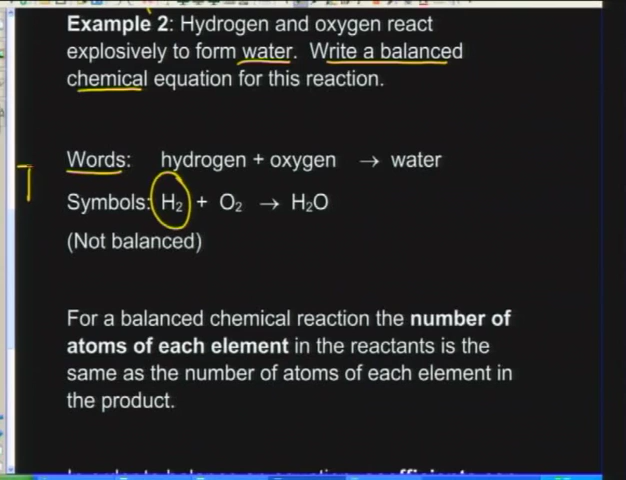 Example 2: Hydrogen and oxygen react
explosively to form water. Write a balanced
chemical equation for this reaction.
Words: hydrogen + oxygen → water
Symbols: H₂ + O₂ → H₂O
(Not balanced)
For a balanced chemical reaction the number of
atoms of each element in the reactants is the
same as the number of atoms of each element in
the product.